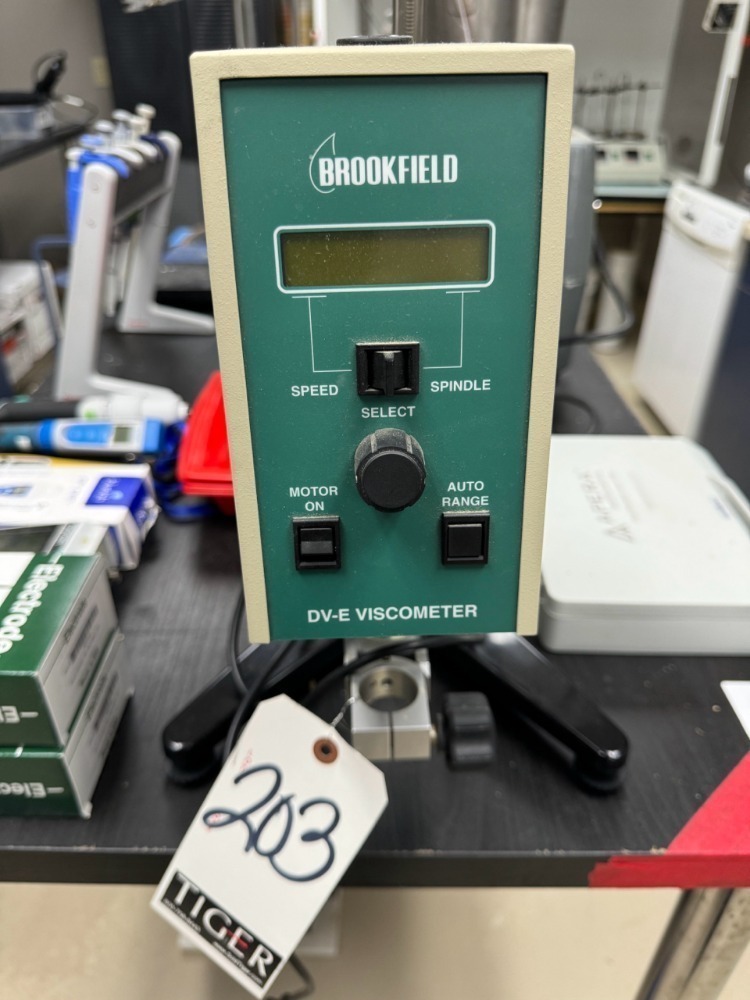 BROOKFIELD
SPEED
SPINDLE
SELECT
MOTOR
ON
AUTO
RANGE
DV-E VISCOMETER
Electrode
Electrode
203
TIGER